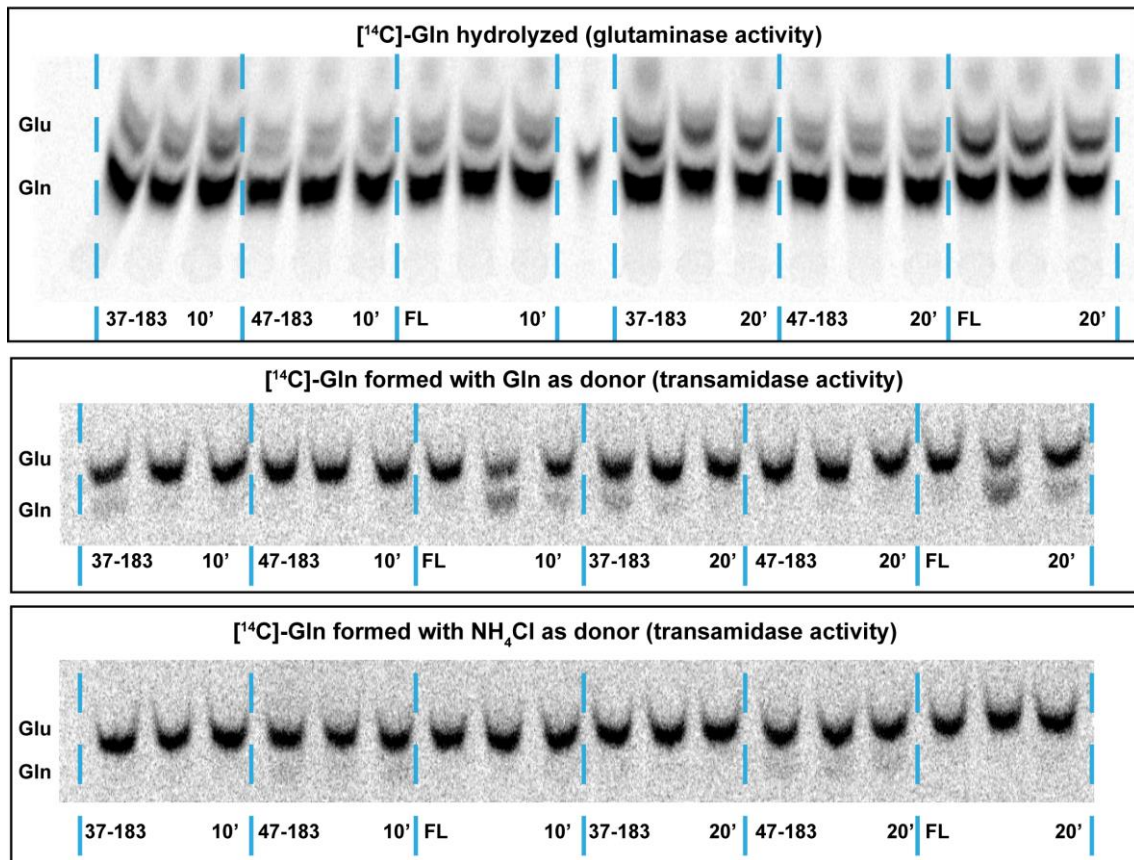 [¹⁴C]-Gln hydrolyzed (glutaminase activity)
Glu
Gln
37-183 10’ 47-183 10’ FL 10’ 37-183 20’ 47-183 20’ FL 20’
[¹⁴C]-Gln formed with Gln as donor (transamidase activity)
Glu
Gln
37-183 10’ 47-183 10’ FL 10’ 37-183 20’ 47-183 20’ FL 20’
[¹⁴C]-Gln formed with NH₄Cl as donor (transamidase activity)
Glu
Gln
37-183 10’ 47-183 10’ FL 10’ 37-183 20’ 47-183 20’ FL 20’